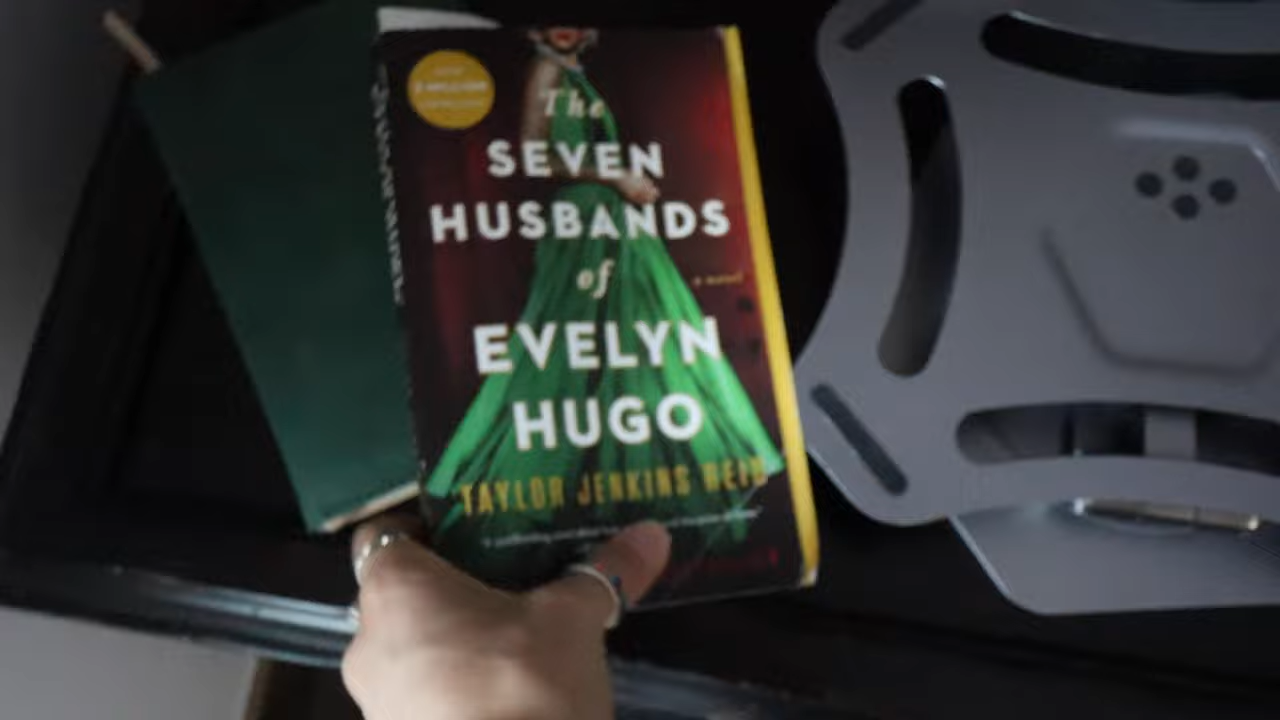 The
SEVEN
HUSBANDS
of
a novel
EVELYN
HUGO
TAYLOR JENKINS REID